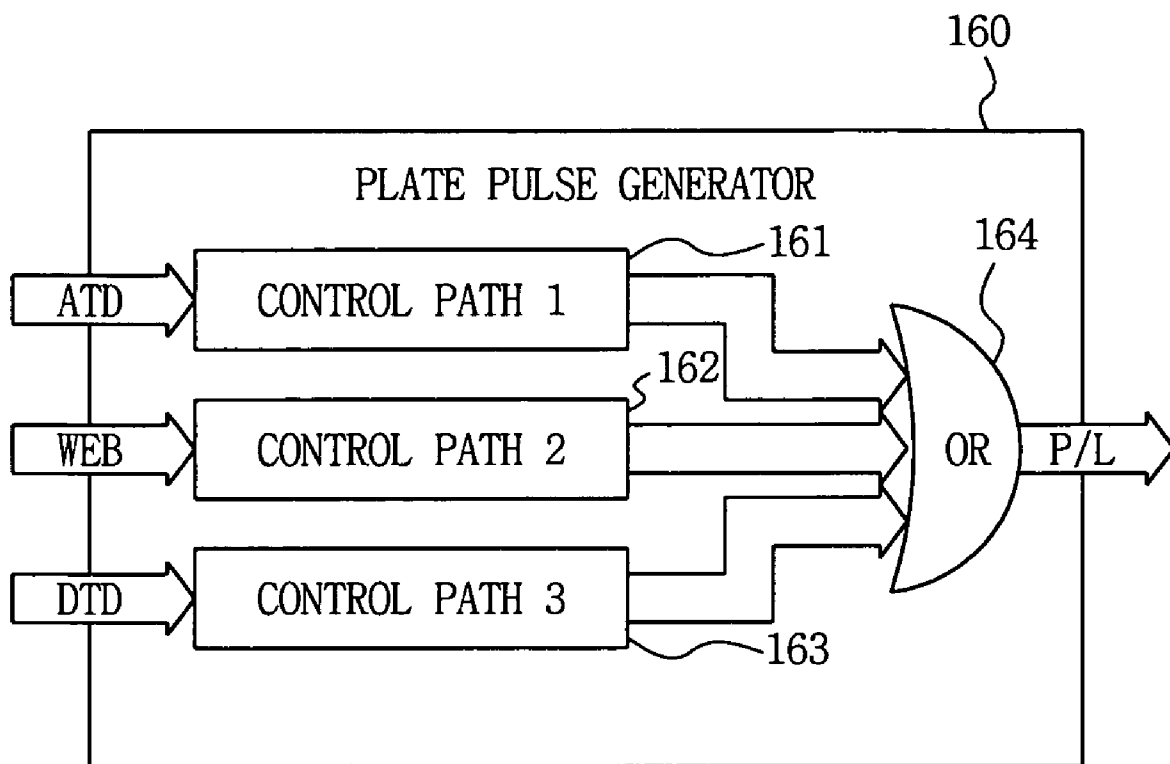 160
PLATE PULSE GENERATOR
161
164
ATD
CONTROL PATH 1
162
WEB
CONTROL PATH 2
OR
P/L
DTD
CONTROL PATH 3
163